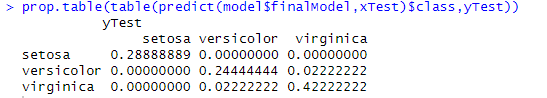 > prop.table(table(predict(model$finalModel,xTest)$class,yTest))
yTest
setosa versicolor virginica
setosa 0.28888889 0.00000000 0.00000000
versicolor 0.00000000 0.24444444 0.02222222
virginica 0.00000000 0.02222222 0.42222222